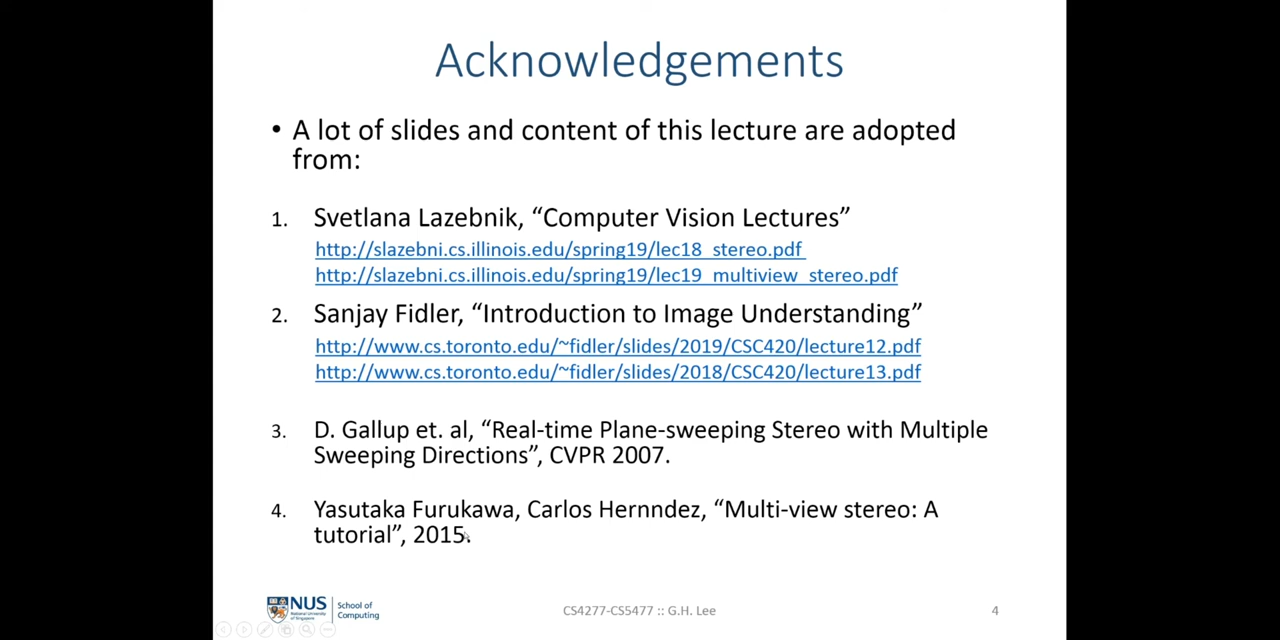 Acknowledgements
• A lot of slides and content of this lecture are adopted
from:
1. Svetlana Lazebnik, “Computer Vision Lectures”
http://slazebni.cs.illinois.edu/spring19/lec18_stereo.pdf
http://slazebni.cs.illinois.edu/spring19/lec19_multiview_stereo.pdf
2. Sanjay Fidler, “Introduction to Image Understanding”
http://www.cs.toronto.edu/~fidler/slides/2019/CSC420/lecture12.pdf
http://www.cs.toronto.edu/~fidler/slides/2018/CSC420/lecture13.pdf
3. D. Gallup et. al, “Real-time Plane-sweeping Stereo with Multiple
Sweeping Directions”, CVPR 2007.
4. Yasutaka Furukawa, Carlos Hernndez, “Multi-view stereo: A
tutorial”, 2015.
NUS
National University
of Singapore
School of
Computing
CS4277-CS5477 :: G.H. Lee
4